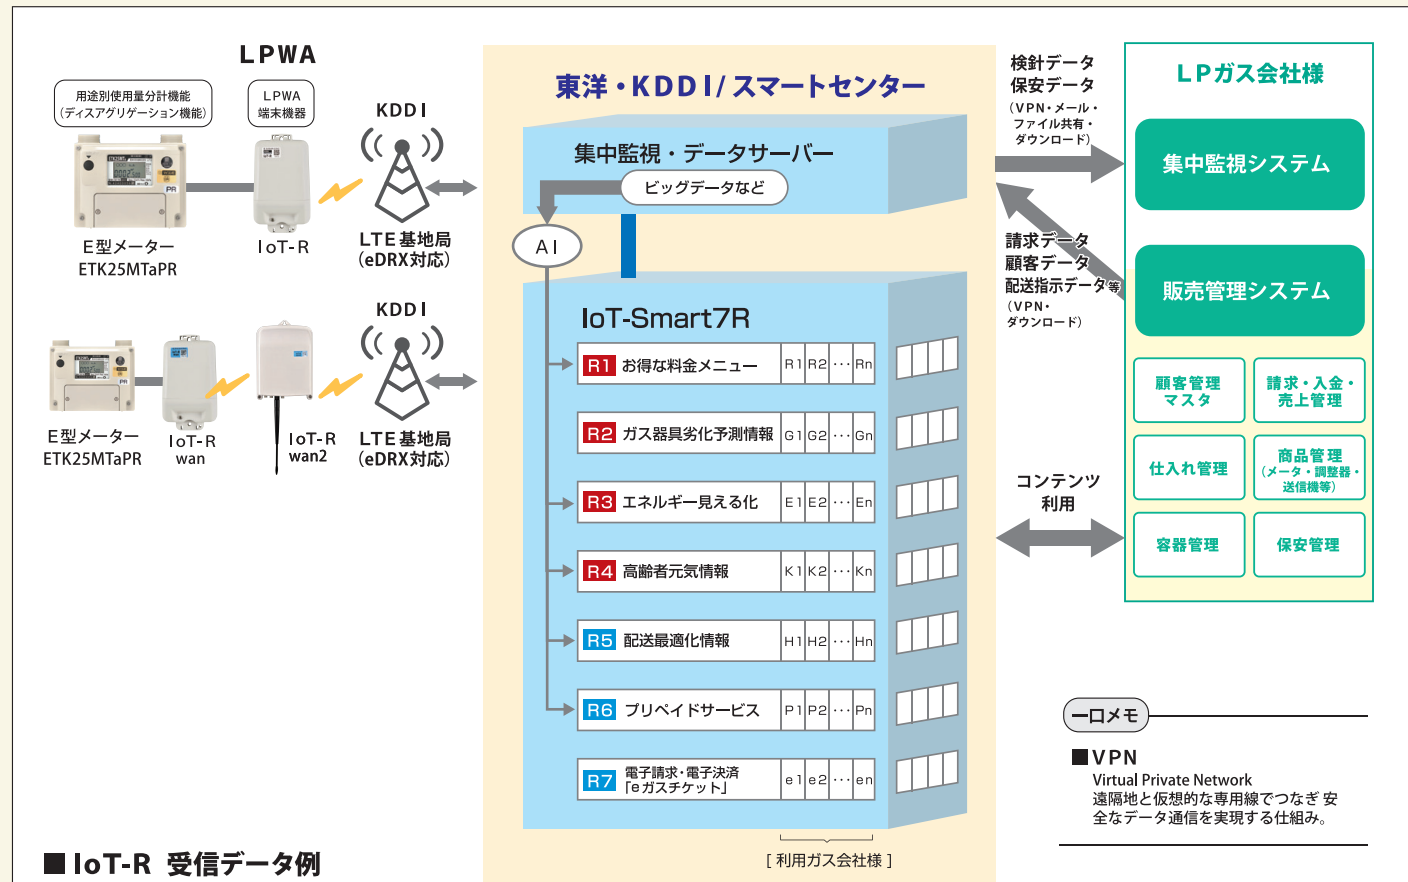 LPWA
用途別使用量分計機能
(ディスアグリゲーション機能)
LPWA
端末機器
KDDI
PR
E型メーター
ETK25MTaPR
IoT-R
LTE基地局
(eDRX対応)
KDDI
PR
E型メーター
ETK25MTaPR
IoT-R
wan
IoT-R
wan2
LTE基地局
(eDRX対応)
東洋・KDDI/スマートセンター
集中監視・データサーバー
ビッグデータなど
AI
IoT-Smart7R
R1 お得な料金メニュー R1 R2 ··· Rn
R2 ガス器具劣化予測情報 G1 G2 ··· Gn
R3 エネルギー見える化 E1 E2 ··· En
R4 高齢者元気情報 K1 K2 ··· Kn
R5 配送最適化情報 H1 H2 ··· Hn
R6 プリペイドサービス P1 P2 ··· Pn
R7 電子請求・電子決済
「eガスチケット」 e1 e2 ··· en
[ 利用ガス会社様 ]
検針データ
保安データ
(VPN・メール・
ファイル共有・
ダウンロード)
請求データ
顧客データ
配送指示データ等
(VPN・
ダウンロード)
コンテンツ
利用
LPガス会社様
集中監視システム
販売管理システム
顧客管理
マスタ
請求・入金・
売上管理
仕入れ管理
商品管理
(メータ・調整器・
送信機等)
容器管理
保安管理
一口メモ
■VPN
Virtual Private Network
遠隔地と仮想的な専用線でつなぎ 安
全なデータ通信を実現する仕組み。
■IoT-R 受信データ例